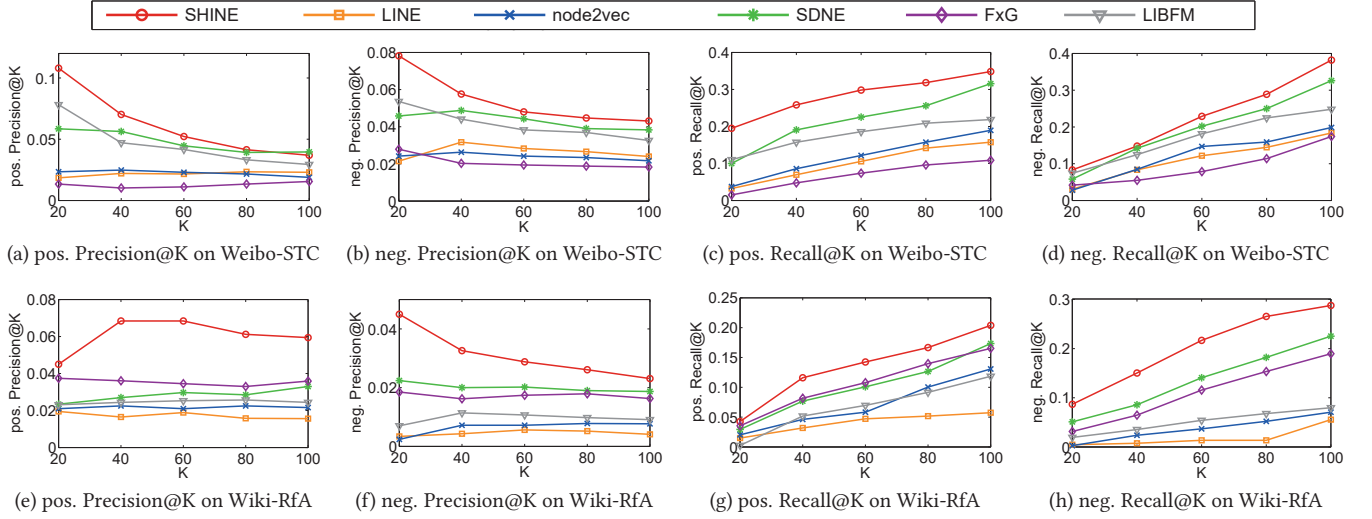 SHINE LINE node2vec SDNE FxG LIBFM
pos. Precision@K
0.1
0.05
0
20 40 60 80 100
K
(a) pos. Precision@K on Weibo-STC
neg. Precision@K
0.08
0.06
0.04
0.02
0
20 40 60 80 100
K
(b) neg. Precision@K on Weibo-STC
pos. Recall@K
0.4
0.3
0.2
0.1
0
20 40 60 80 100
K
(c) pos. Recall@K on Weibo-STC
neg. Recall@K
0.4
0.3
0.2
0.1
0
20 40 60 80 100
K
(d) neg. Recall@K on Weibo-STC
pos. Precision@K
0.08
0.06
0.04
0.02
0
20 40 60 80 100
K
(e) pos. Precision@K on Wiki-RfA
neg. Precision@K
0.04
0.02
0
20 40 60 80 100
K
(f) neg. Precision@K on Wiki-RfA
pos. Recall@K
0.25
0.20
0.15
0.10
0.05
0
20 40 60 80 100
K
(g) pos. Recall@K on Wiki-RfA
neg. Recall@K
0.3
0.2
0.1
0
20 40 60 80 100
K
(h) neg. Recall@K on Wiki-RfA